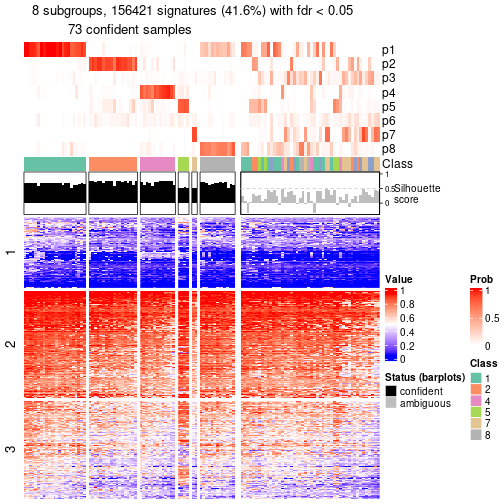 8 subgroups, 156421 signatures (41.6%) with fdr < 0.05
73 confident samples
p1
p2
p3
p4
p5
p6
p7
p8
Class
1
0.5
0
Silhouette
score
1
2
3
Value
1
0.8
0.6
0.4
0.2
0
Prob
1
0.5
0
Status (barplots)
confident
ambiguous
Class
1
2
4
5
7
8